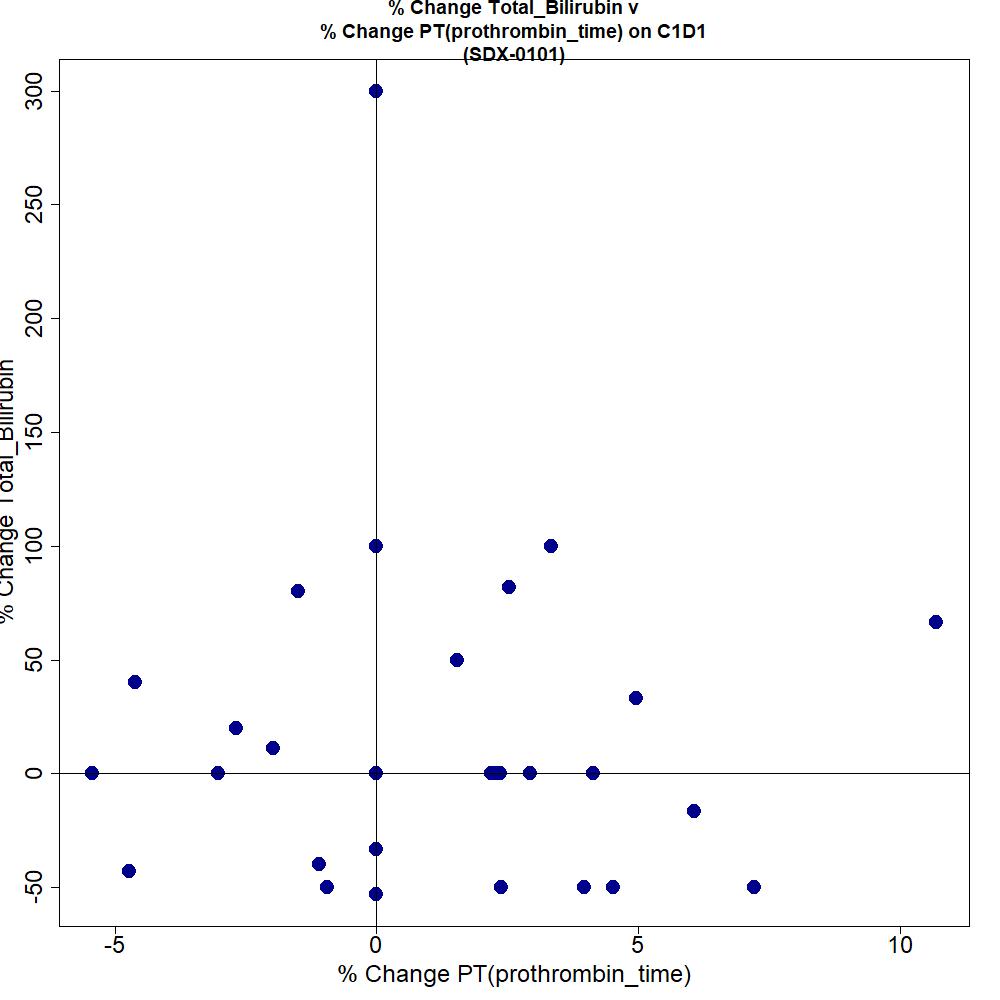 % Change Total_Bilirubin v
% Change PT(prothrombin_time) on C1D1
(SDX-0101)
% Change Total_Bilirubin
300
250
200
150
100
50
0
-50
-5
0
5
10
% Change PT(prothrombin_time)